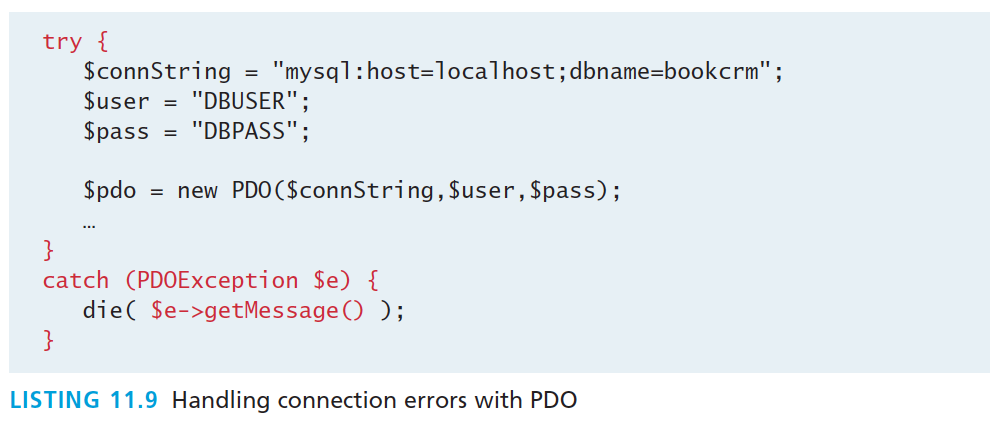 try {
   $connString = "mysql:host=localhost;dbname=bookcrm";
   $user = "DBUSER";
   $pass = "DBPASS";

   $pdo = new PDO($connString,$user,$pass);
   …
}
catch (PDOException $e) {
   die( $e->getMessage() );
}
LISTING 11.9 Handling connection errors with PDO